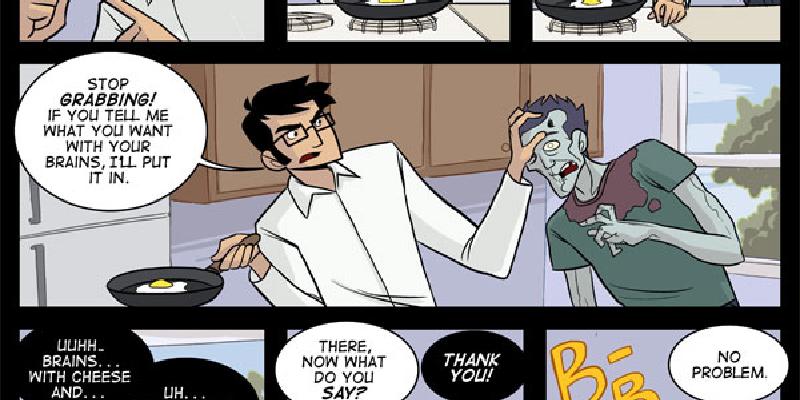 STOP
GRABBING!
IF YOU TELL ME
WHAT YOU WANT
WITH YOUR
BRAINS, I'LL PUT
IT IN.
UUHH..
BRAINS...
WITH CHEESE
AND...
UH...
THERE,
NOW WHAT
DO YOU
SAY?
THANK
YOU!
B-
B
NO
PROBLEM.